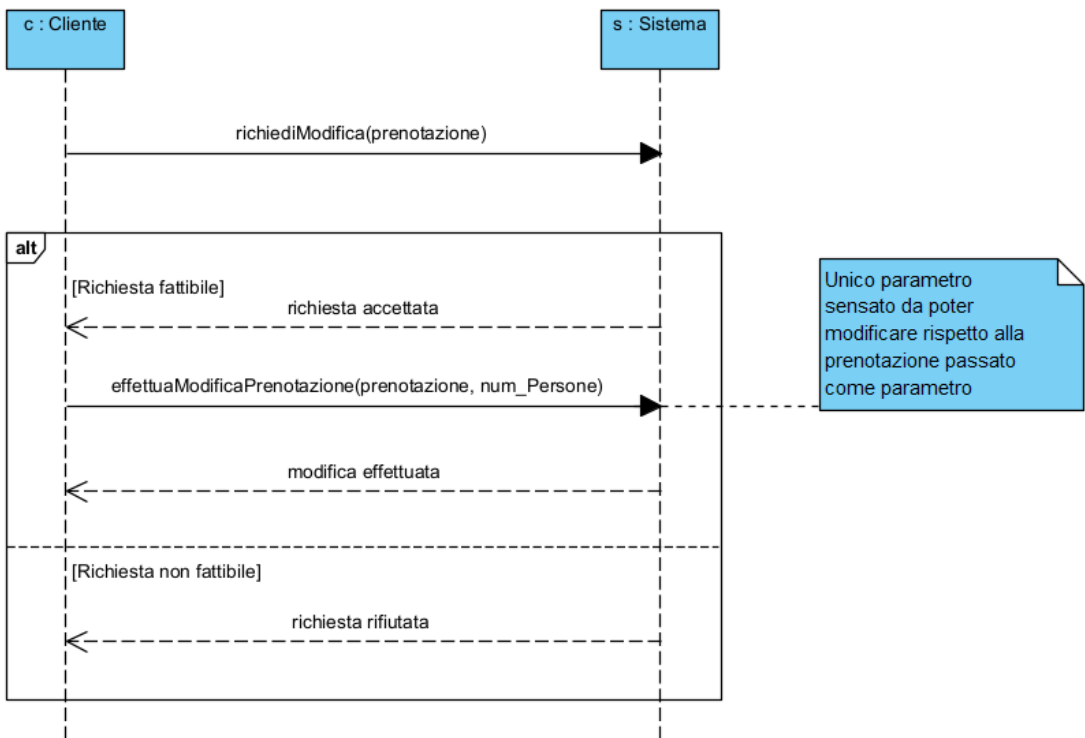 c : Cliente
s : Sistema
richiediModifica(prenotazione)
alt
[Richiesta fattibile]
richiesta accettata
Unico parametro
sensato da poter
modificare rispetto alla
prenotazione passato
come parametro
effettuaModificaPrenotazione(prenotazione, num_Persone)
modifica effettuata
[Richiesta non fattibile]
richiesta rifiutata